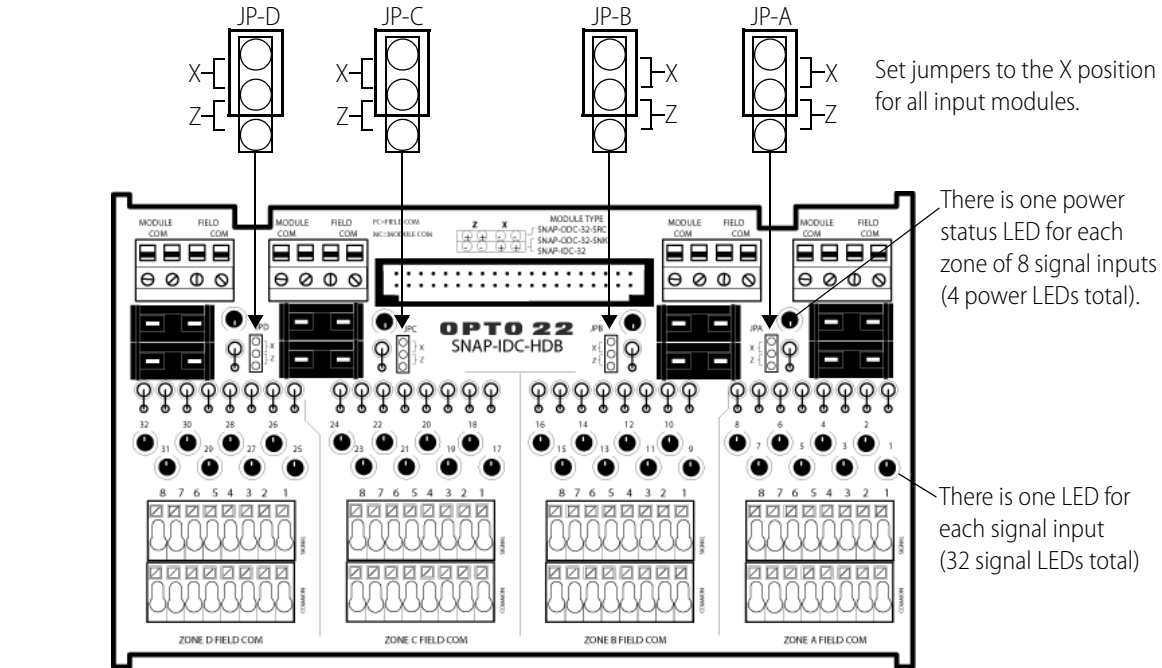 JP-D JP-C JP-B JP-A
X X X X
Z Z Z Z
Set jumpers to the X position
for all input modules.
There is one power
status LED for each
zone of 8 signal inputs
(4 power LEDs total).
MODULE COM FIELD COM
MODULE COM FIELD COM
FC=FIELD COM
MC=MODULE COM
Z X
MODULE TYPE
SNAP-ODC-32-SRC
SNAP-ODC-32-SNK
SNAP-IDC-32
MODULE COM FIELD COM
MODULE COM FIELD COM
OPTO 22
SNAP-IDC-HDB
JPD X Z
JPC X Z
JPB X Z
JPA X Z
32 30 28 26 24 22 20 18 16 14 12 10 8 6 4 2
31 29 27 25 23 21 19 17 15 13 11 9 7 5 3 1
8 7 6 5 4 3 2 1 8 7 6 5 4 3 2 1 8 7 6 5 4 3 2 1 8 7 6 5 4 3 2 1
SIGNAL SIGNAL SIGNAL SIGNAL
COMMON COMMON COMMON COMMON
ZONE D FIELD COM ZONE C FIELD COM ZONE B FIELD COM ZONE A FIELD COM
There is one LED for
each signal input
(32 signal LEDs total)